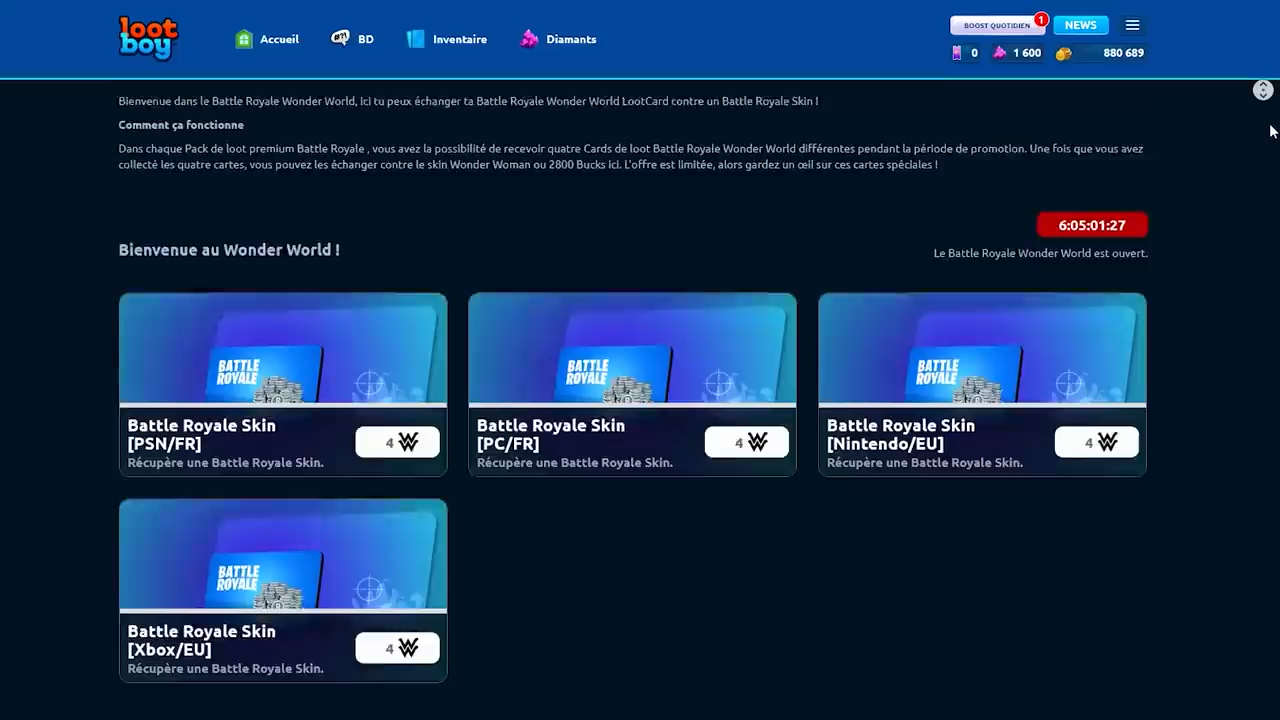 loot
boy
Accueil
#?!
BD
Inventaire
Diamants
BOOST QUOTIDIEN
1
NEWS
0
1 600
880 689
Bienvenue dans le Battle Royale Wonder World, ici tu peux échanger ta Battle Royale Wonder World LootCard contre un Battle Royale Skin !
Comment ça fonctionne
Dans chaque Pack de loot premium Battle Royale , vous avez la possibilité de recevoir quatre Cards de loot Battle Royale Wonder World différentes pendant la période de promotion. Une fois que vous avez
collecté les quatre cartes, vous pouvez les échanger contre le skin Wonder Woman ou 2800 Bucks ici. L'offre est limitée, alors gardez un œil sur ces cartes spéciales !
6:05:01:27
Bienvenue au Wonder World !
Le Battle Royale Wonder World est ouvert.
BATTLE
ROYALE
BATTLE
ROYALE
BATTLE
ROYALE
Battle Royale Skin
[PSN/FR]
4 W
Récupère une Battle Royale Skin.
Battle Royale Skin
[PC/FR]
4 W
Récupère une Battle Royale Skin.
Battle Royale Skin
[Nintendo/EU]
4 W
Récupère une Battle Royale Skin.
BATTLE
ROYALE
Battle Royale Skin
[Xbox/EU]
4 W
Récupère une Battle Royale Skin.